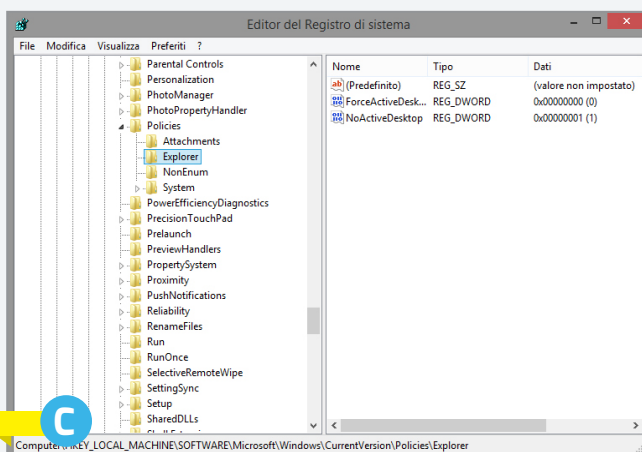 Editor del Registro di sistema
File Modifica Visualizza Preferiti ?
Parental Controls
Personalization
PhotoManager
PhotoPropertyHandler
Policies
Attachments
Explorer
NonEnum
System
PowerEfficiencyDiagnostics
PrecisionTouchPad
Prelaunch
PreviewHandlers
PropertySystem
Proximity
PushNotifications
Reliability
RenameFiles
Run
RunOnce
SelectiveRemoteWipe
SettingSync
Setup
SharedDLLs
Nome Tipo Dati
ab (Predefinito) REG_SZ (valore non impostato)
ForceActiveDesk... REG_DWORD 0x00000000 (0)
NoActiveDesktop REG_DWORD 0x00000001 (1)
C
Computer\HKEY_LOCAL_MACHINE\SOFTWARE\Microsoft\Windows\CurrentVersion\Policies\Explorer